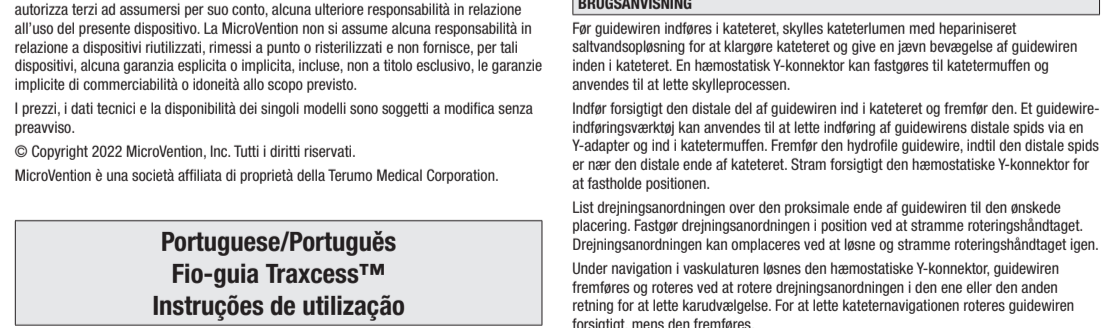 autorizza terzi ad assumersi per suo conto, alcuna ulteriore responsabilità in relazione
all’uso del presente dispositivo. La MicroVention non si assume alcuna responsabilità in
relazione a dispositivi riutilizzati, rimessi a punto o risterilizzati e non fornisce, per tali
dispositivi, alcuna garanzia esplicita o implicita, incluse, non a titolo esclusivo, le garanzie
implicite di commerciabilità o idoneità allo scopo previsto.
I prezzi, i dati tecnici e la disponibilità dei singoli modelli sono soggetti a modifica senza
preavviso.
© Copyright 2022 MicroVention, Inc. Tutti i diritti riservati.
MicroVention è una società affiliata di proprietà della Terumo Medical Corporation.
Portuguese/Portuguĕs
Fio-guia Traxcess™
Instruções de utilização
BRUGSANVISNING
Før guidewiren indføres i kateteret, skylles kateterlumen med hepariniseret
saltvandsopløsning for at klargøre kateteret og give en jævn bevægelse af guidewiren
inden i kateteret. En hæmostatisk Y-konnektor kan fastgøres til katetermuffen og
anvendes til at lette skylleprocessen.
Indfør forsigtigt den distale del af guidewiren ind i kateteret og fremfør den. Et guidewire-
indføringsværktøj kan anvendes til at lette indføring af guidewirens distale spids via en
Y-adapter og ind i katetermuffen. Fremfør den hydrofile guidewire, indtil den distale spids
er nær den distale ende af kateteret. Stram forsigtigt den hæmostatiske Y-konnektor for
at fastholde positionen.
List drejningsanordningen over den proksimale ende af guidewiren til den ønskede
placering. Fastgør drejningsanordningen i position ved at stramme roteringshåndtaget.
Drejningsanordningen kan omplaceres ved at løsne og stramme roteringshåndtaget igen.
Under navigation i vaskulaturen løsnes den hæmostatiske Y-konnektor, guidewiren
fremføres og roteres ved at rotere drejningsanordningen i den ene eller den anden
retning for at lette karudvælgelse. For at lette kateternavigationen roteres guidewiren
forsigtigt, mens den fremføres.